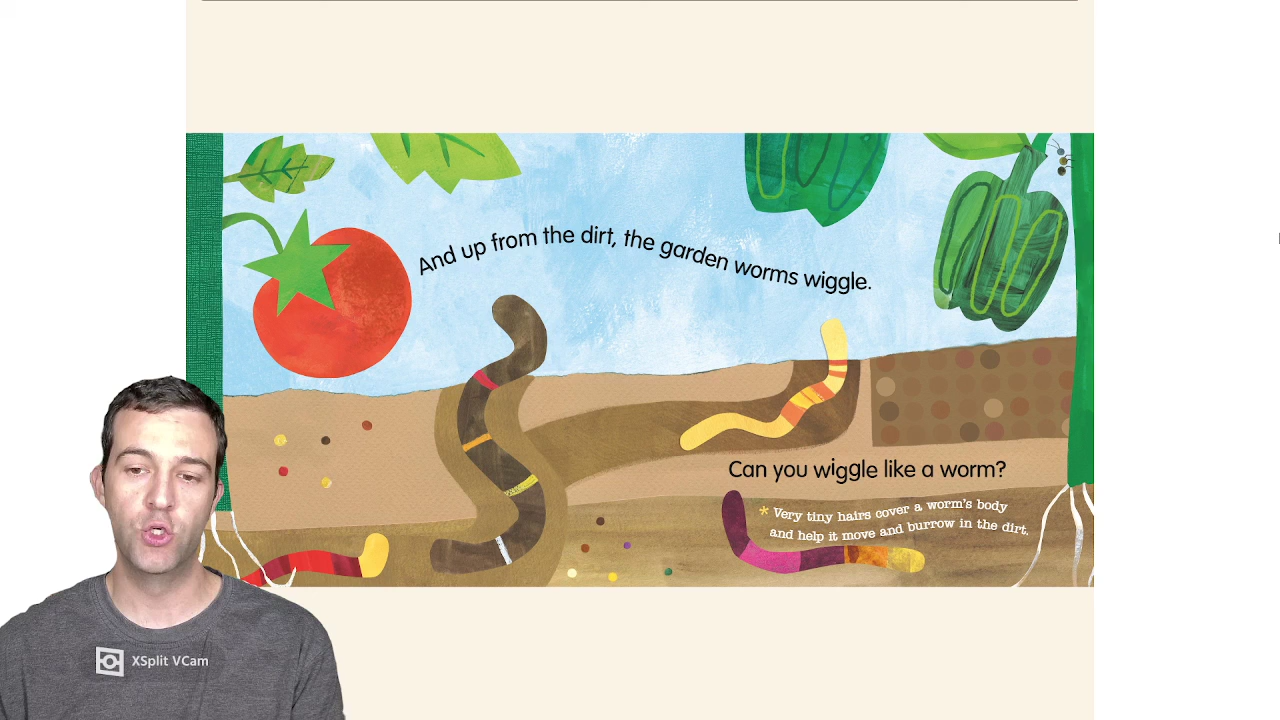 And up from the dirt, the garden worms wiggle.
Can you wiggle like a worm?
* Very tiny hairs cover a worm's body
and help it move and burrow in the dirt.
XSplit VCam